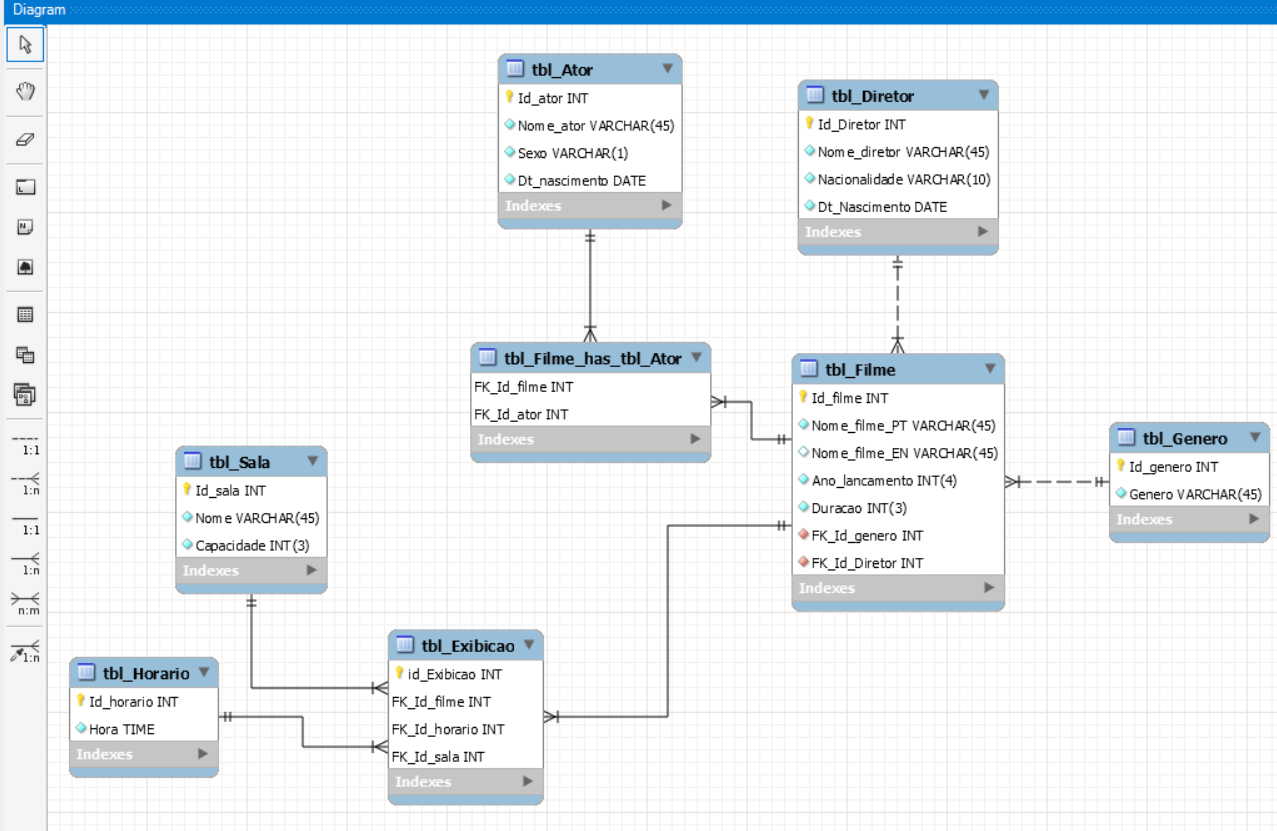 Diagram
tbl_Ator
Id_ator INT
Nome_ator VARCHAR(45)
Sexo VARCHAR(1)
Dt_nascimento DATE
Indexes
tbl_Diretor
Id_Diretor INT
Nome_diretor VARCHAR(45)
Nacionalidade VARCHAR(10)
Dt_Nascimento DATE
Indexes
tbl_Filme_has_tbl_Ator
FK_Id_filme INT
FK_Id_ator INT
Indexes
tbl_Filme
Id_filme INT
Nome_filme_PT VARCHAR(45)
Nome_filme_EN VARCHAR(45)
Ano_lancamento INT(4)
Duracao INT(3)
FK_Id_genero INT
FK_Id_Diretor INT
Indexes
tbl_Genero
Id_genero INT
Genero VARCHAR(45)
Indexes
tbl_Sala
Id_sala INT
Nome VARCHAR(45)
Capacidade INT(3)
Indexes
tbl_Horario
Id_horario INT
Hora TIME
Indexes
tbl_Exibicao
id_Exibicao INT
FK_Id_filme INT
FK_Id_horario INT
FK_Id_sala INT
Indexes
1:1
1:n
1:1
1:n
n:m
1:n